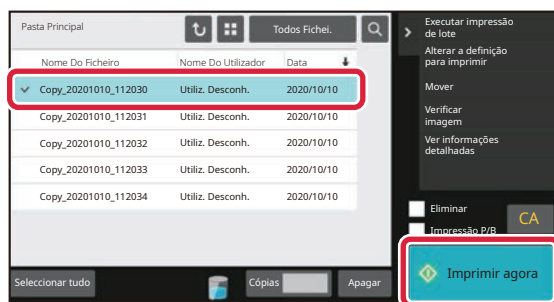 Pasta Principal
Todos Fichei.
Nome Do Ficheiro Nome Do Utilizador Data
Copy_20201010_112030 Utiliz. Desconh. 2020/10/10
Copy_20201010_112031 Utiliz. Desconh. 2020/10/10
Copy_20201010_112032 Utiliz. Desconh. 2020/10/10
Copy_20201010_112033 Utiliz. Desconh. 2020/10/10
Copy_20201010_112034 Utiliz. Desconh. 2020/10/10
Seleccionar tudo
Cópias
Apagar
Executar impressão
de lote
Alterar a definição
para imprimir
Mover
Verificar
imagem
Ver informações
detalhadas
Eliminar
Impressão P/B
CA
Imprimir agora